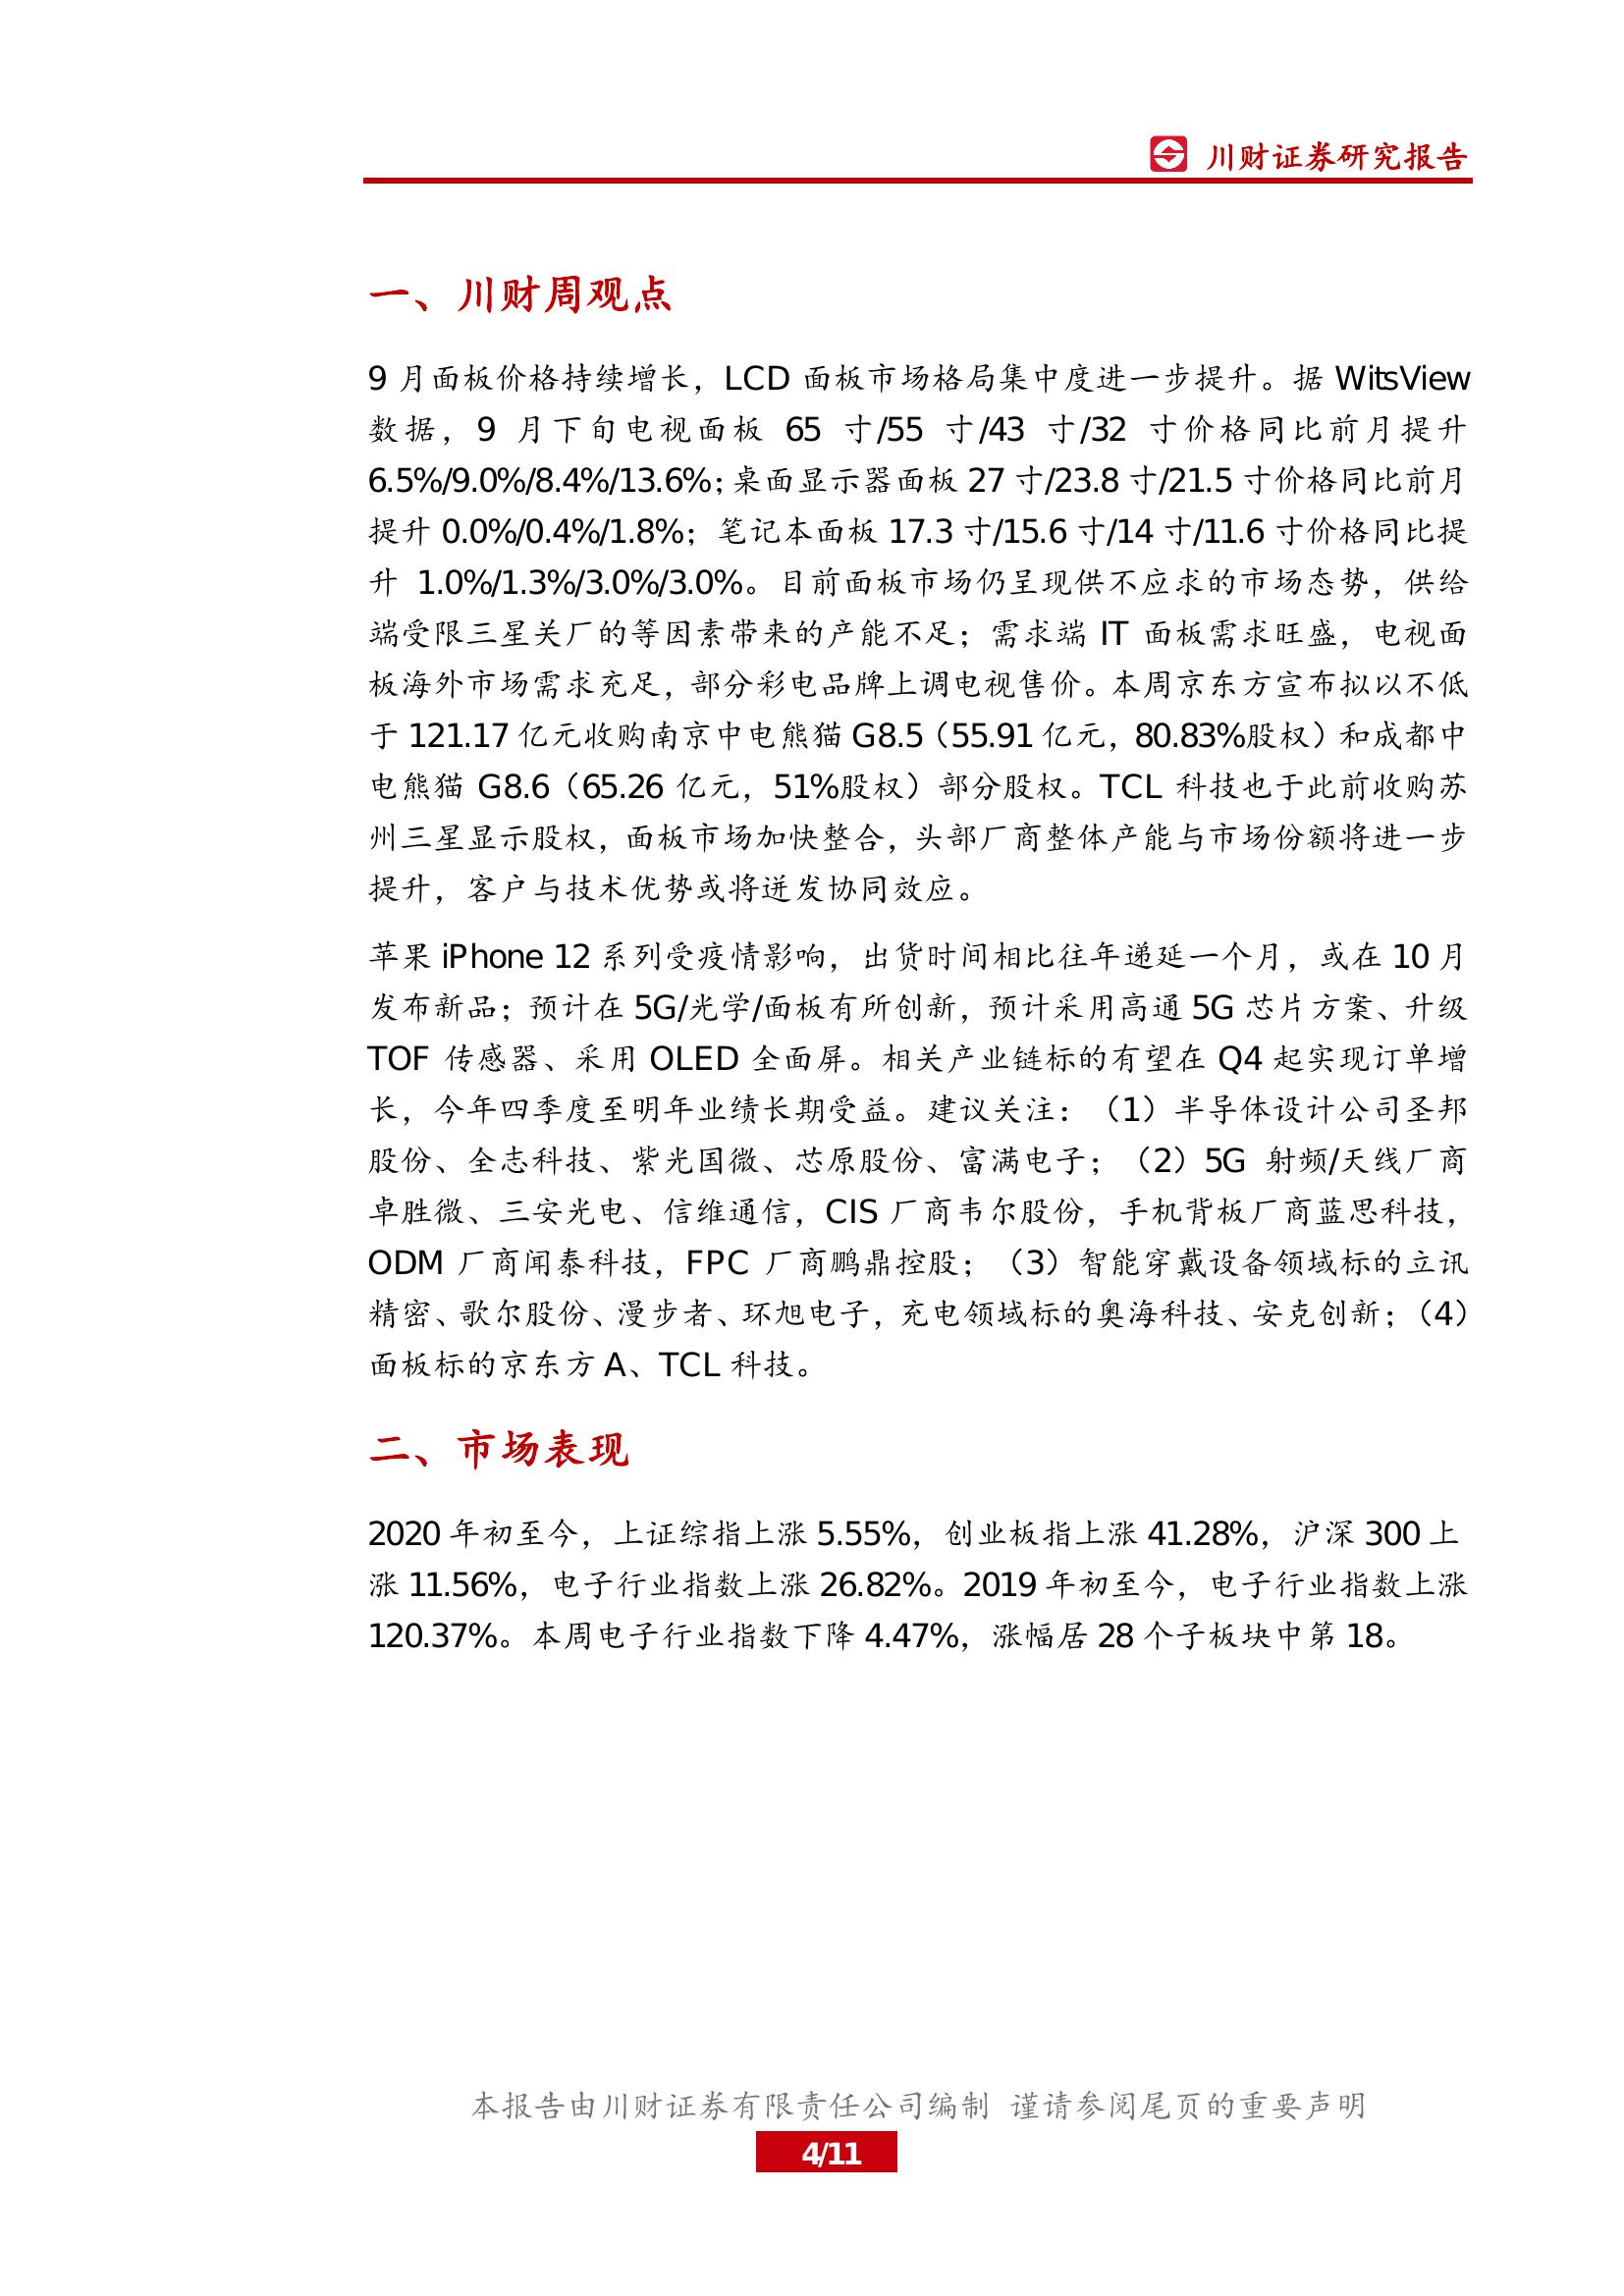 川财证券研究报告
一、川财周观点
9 月面板价格持续增长，LCD 面板市场格局集中度进一步提升。据 WitsView
数据，9 月下旬电视面板 65 寸/55 寸/43 寸/32 寸价格同比前月提升
6.5%/9.0%/8.4%/13.6%；桌面显示器面板 27 寸/23.8 寸/21.5 寸价格同比前月
提升 0.0%/0.4%/1.8%；笔记本面板 17.3 寸/15.6 寸/14 寸/11.6 寸价格同比提
升 1.0%/1.3%/3.0%/3.0%。目前面板市场仍呈现供不应求的市场态势，供给
端受限三星关厂的等因素带来的产能不足；需求端 IT 面板需求旺盛，电视面
板海外市场需求充足，部分彩电品牌上调电视售价。本周京东方宣布拟以不低
于 121.17 亿元收购南京中电熊猫 G8.5（55.91 亿元，80.83%股权）和成都中
电熊猫 G8.6（65.26 亿元，51%股权）部分股权。TCL 科技也于此前收购苏
州三星显示股权，面板市场加快整合，头部厂商整体产能与市场份额将进一步
提升，客户与技术优势或将迸发协同效应。
苹果 iPhone 12 系列受疫情影响，出货时间相比往年递延一个月，或在 10 月
发布新品；预计在 5G/光学/面板有所创新，预计采用高通 5G 芯片方案、升级
TOF 传感器、采用 OLED 全面屏。相关产业链标的有望在 Q4 起实现订单增
长，今年四季度至明年业绩长期受益。建议关注：（1）半导体设计公司圣邦
股份、全志科技、紫光国微、芯原股份、富满电子；（2）5G 射频/天线厂商
卓胜微、三安光电、信维通信，CIS 厂商韦尔股份，手机背板厂商蓝思科技，
ODM 厂商闻泰科技，FPC 厂商鹏鼎控股；（3）智能穿戴设备领域标的立讯
精密、歌尔股份、漫步者、环旭电子，充电领域标的奥海科技、安克创新；（4）
面板标的京东方 A、TCL 科技。
二、市场表现
2020 年初至今，上证综指上涨 5.55%，创业板指上涨 41.28%，沪深 300 上
涨 11.56%，电子行业指数上涨 26.82%。2019 年初至今，电子行业指数上涨
120.37%。本周电子行业指数下降 4.47%，涨幅居 28 个子板块中第 18。
本报告由川财证券有限责任公司编制 谨请参阅尾页的重要声明
4/11